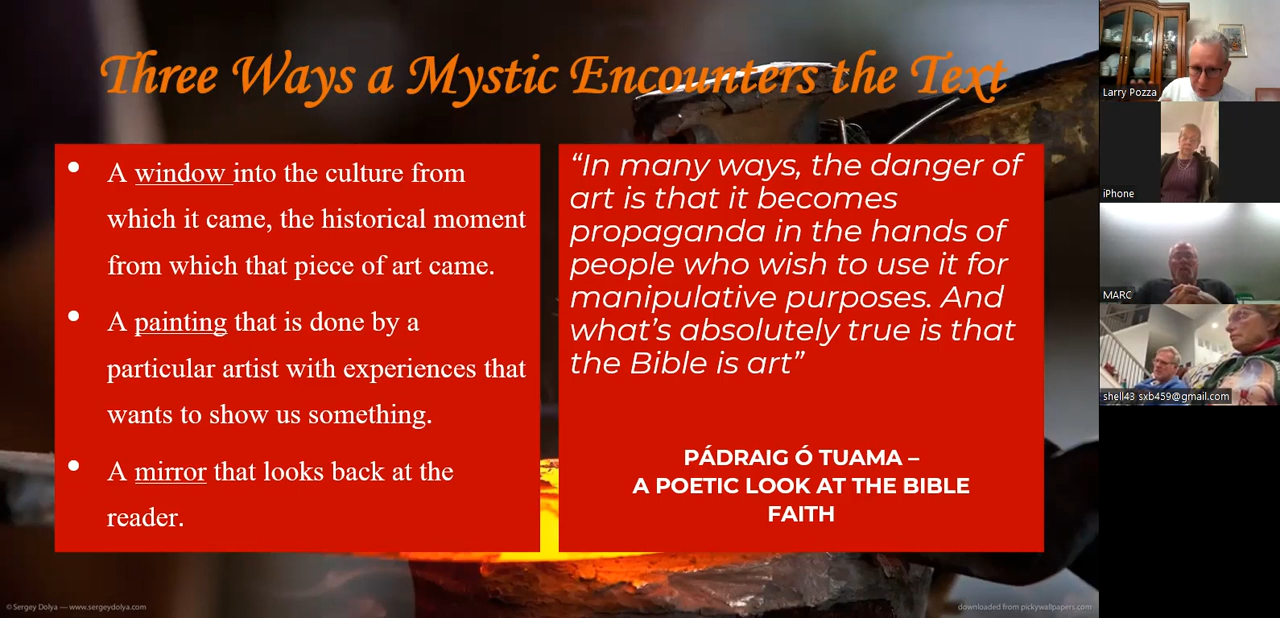 Three Ways a Mystic Encounters the Text
• A window into the culture from
which it came, the historical moment
from which that piece of art came.
• A painting that is done by a
particular artist with experiences that
wants to show us something.
• A mirror that looks back at the
reader.
“In many ways, the danger of
art is that it becomes
propaganda in the hands of
people who wish to use it for
manipulative purposes. And
what’s absolutely true is that
the Bible is art”
PÁDRAIG Ó TUAMA –
A POETIC LOOK AT THE BIBLE
FAITH
© Sergey Dolya — www.sergeydolya.com
downloaded from pickywallpapers.com
Larry Pozza
iPhone
MARC
shell43 sxb459@gmail.com